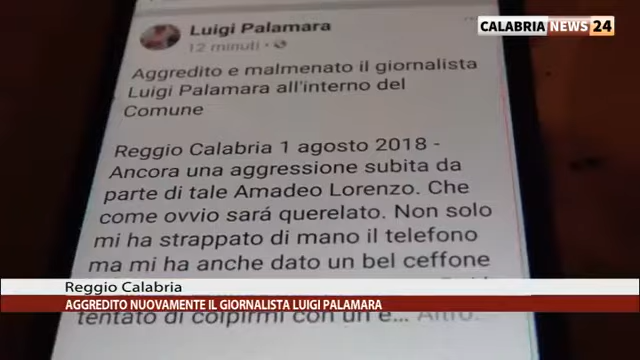 Luigi Palamara
12 minuti
CALABRIA NEWS 24
Aggredito e malmenato il giornalista
Luigi Palamara all'interno del
Comune
Reggio Calabria 1 agosto 2018 -
Ancora una aggressione subita da
parte di tale Amadeo Lorenzo. Che
come ovvio sará querelato. Non solo
mi ha strappato di mano il telefono
ma mi ha anche dato un bel ceffone
Reggio Calabria
AGGREDITO NUOVAMENTE IL GIORNALISTA LUIGI PALAMARA
tentato di colpirmi con un e... Altro.